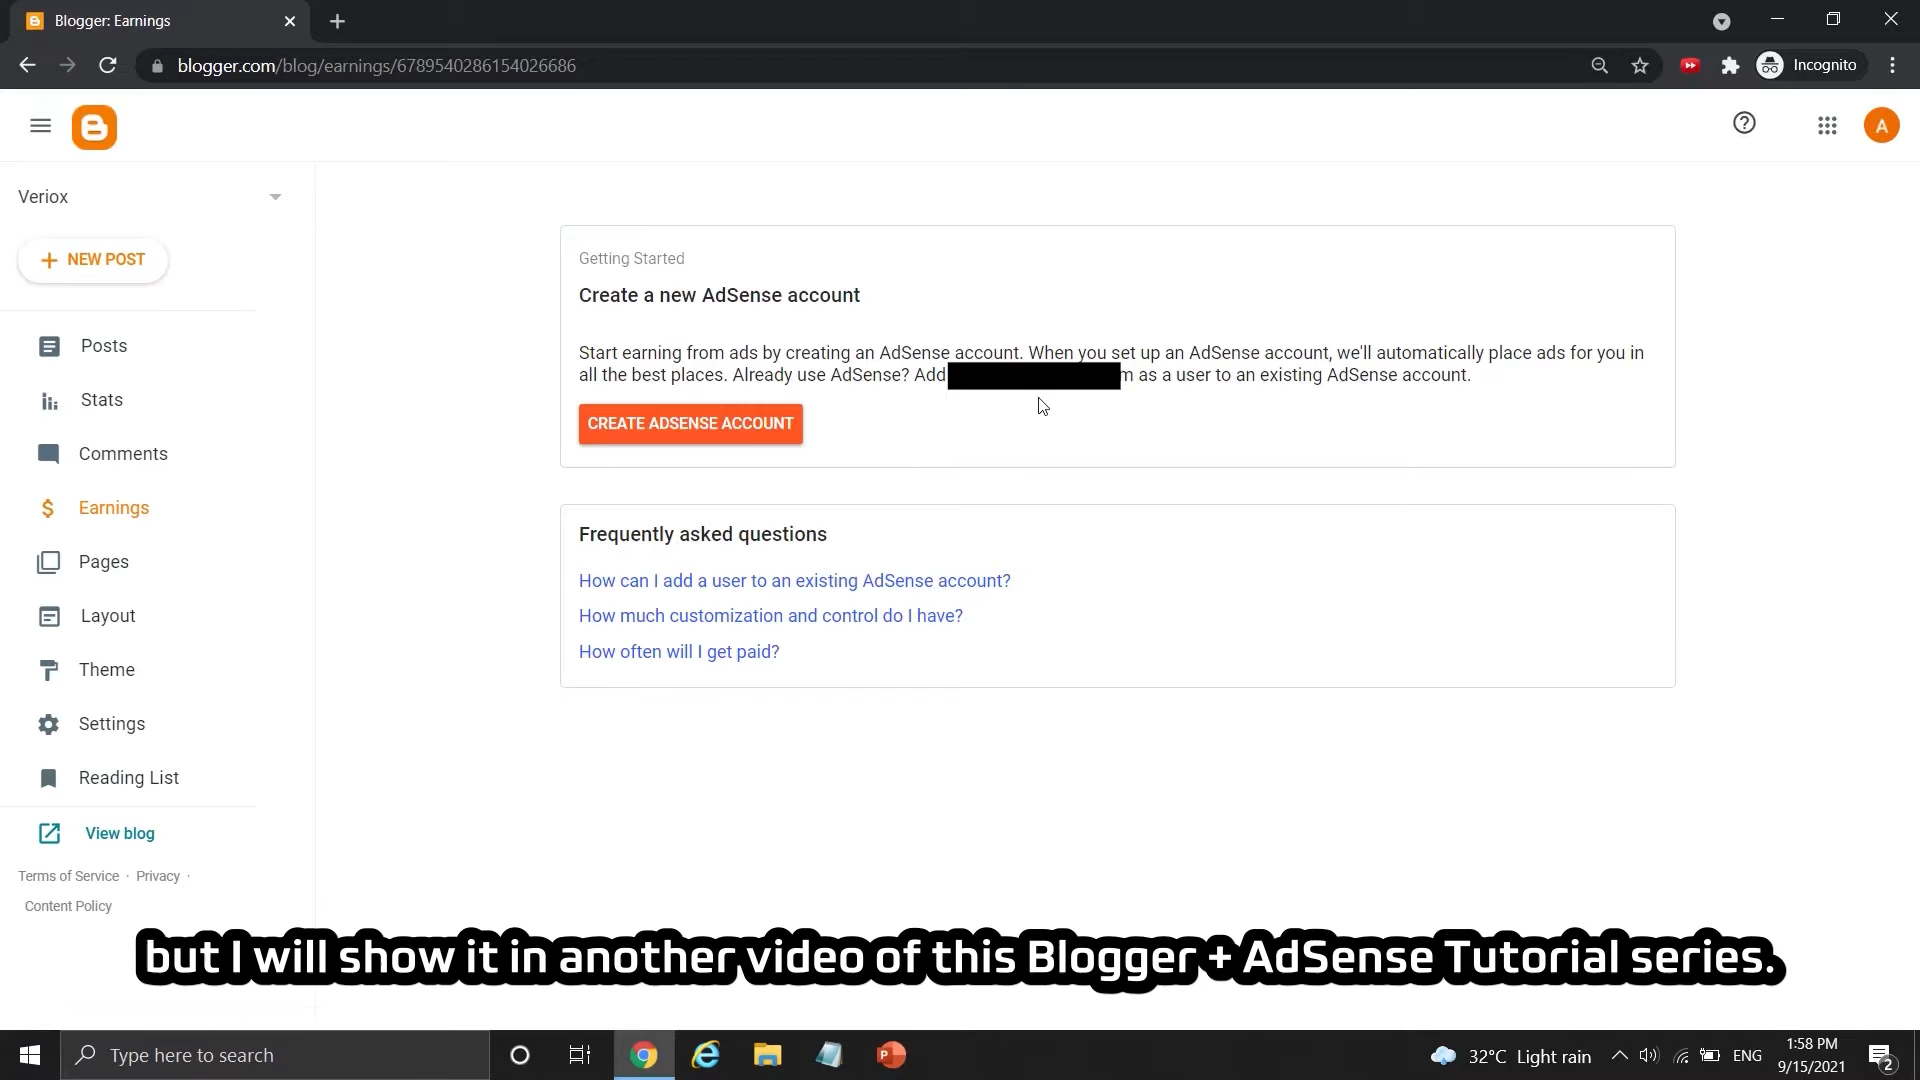 Blogger: Earnings
blogger.com/blog/earnings/6789540286154026686
Incognito
A
Veriox
NEW POST
Posts
Stats
Comments
Earnings
Pages
Layout
Theme
Settings
Reading List
View blog
Terms of Service · Privacy ·
Content Policy
Getting Started
Create a new AdSense account
Start earning from ads by creating an AdSense account. When you set up an AdSense account, we'll automatically place ads for you in
all the best places. Already use AdSense? Add m as a user to an existing AdSense account.
CREATE ADSENSE ACCOUNT
Frequently asked questions
How can I add a user to an existing AdSense account?
How much customization and control do I have?
How often will I get paid?
but I will show it in another video of this Blogger + AdSense Tutorial series.
Type here to search
32°C Light rain
ENG
1:58 PM
9/15/2021
2